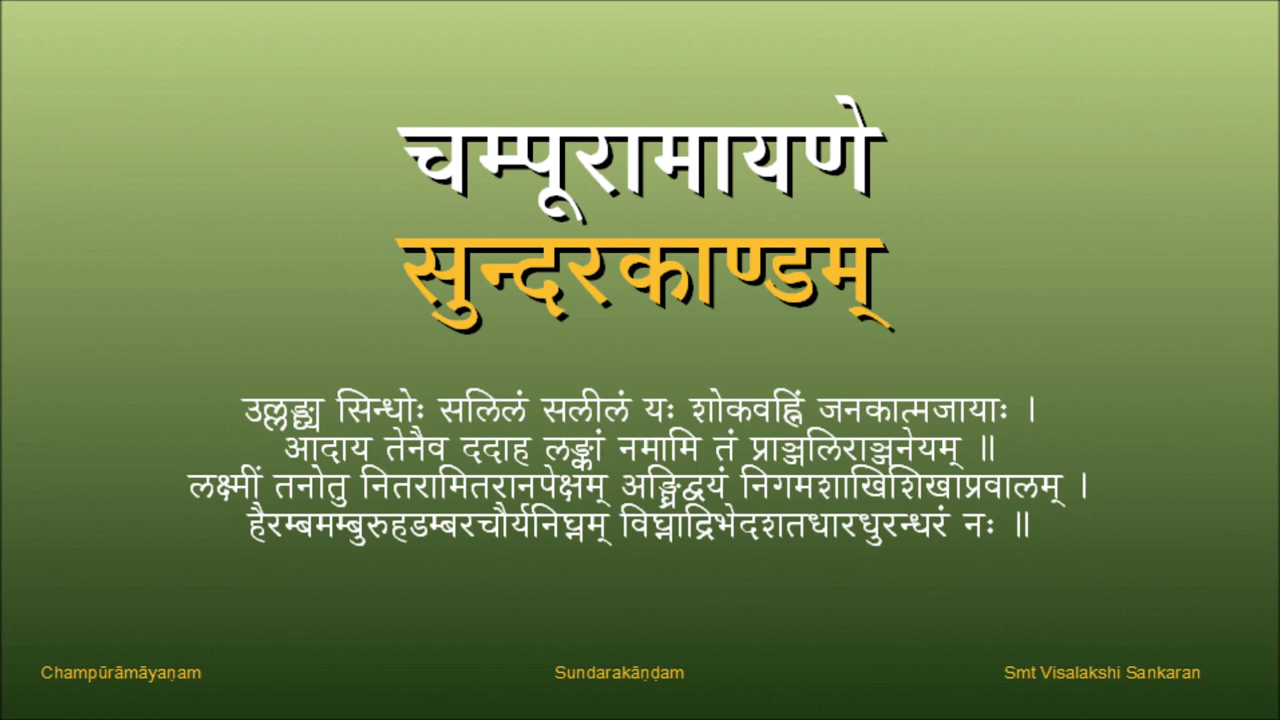 चम्पूरामायणे
सुन्दरकाण्डम्
उल्लङ्घ्य सिन्धोः सलिलं सलीलं यः शोकवह्निं जनकात्मजायाः ।
आदाय तेनैव ददाह लङ्कां नमामि तं प्राञ्जलिराञ्जनेयम् ॥
लक्ष्मीं तनोतु नितरामितरानपेक्षम् अङ्घ्रिद्वयं निगमशाखिशिखाप्रवालम् ।
हैरम्बमम्बुरुहडम्बरचौर्यनिघ्नम् विघ्नाद्रिभेदशतधारधुरन्धरं नः ॥
Champūrāmāyaṇam
Sundarakāṇḍam
Smt Visalakshi Sankaran